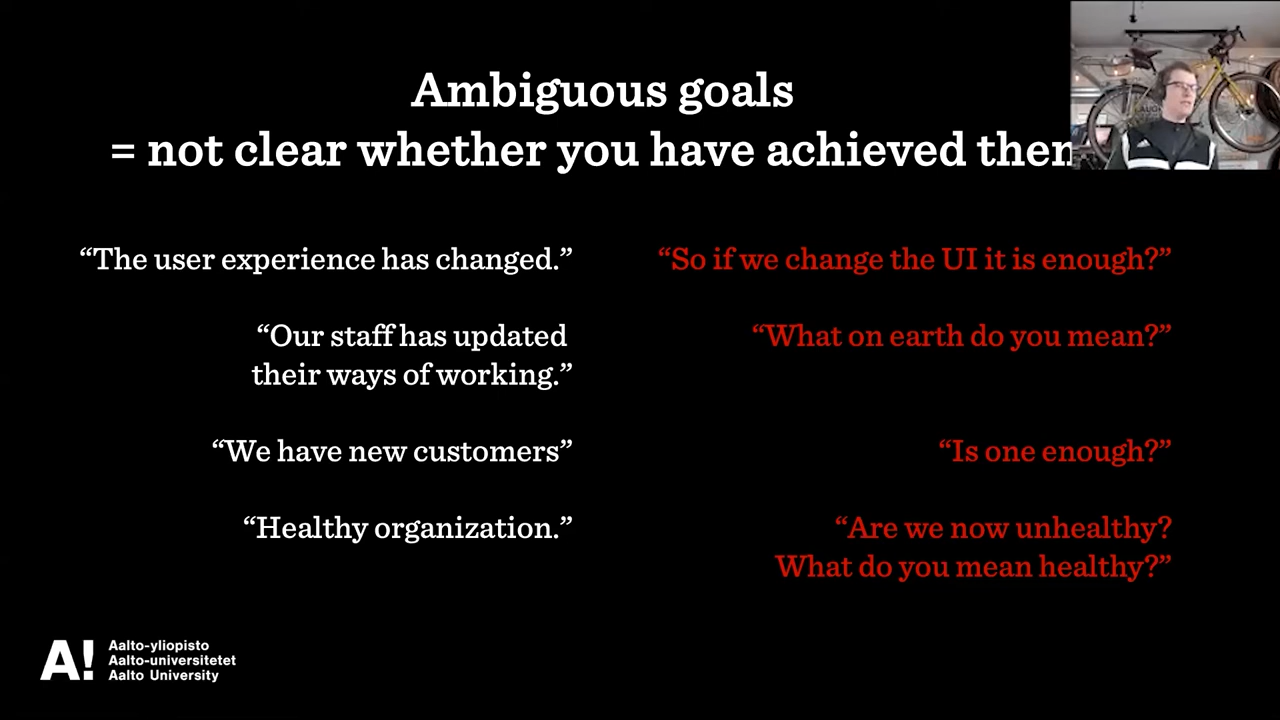 Ambiguous goals
= not clear whether you have achieved
“The user experience has changed.”
“So if we change the UI it is enough?”
“Our staff has updated
their ways of working.”
“What on earth do you mean?”
“We have new customers”
“Is one enough?”
“Healthy organization.”
“Are we now unhealthy?
What do you mean healthy?”
A!
Aalto-yliopisto
Aalto-universitetet
Aalto University